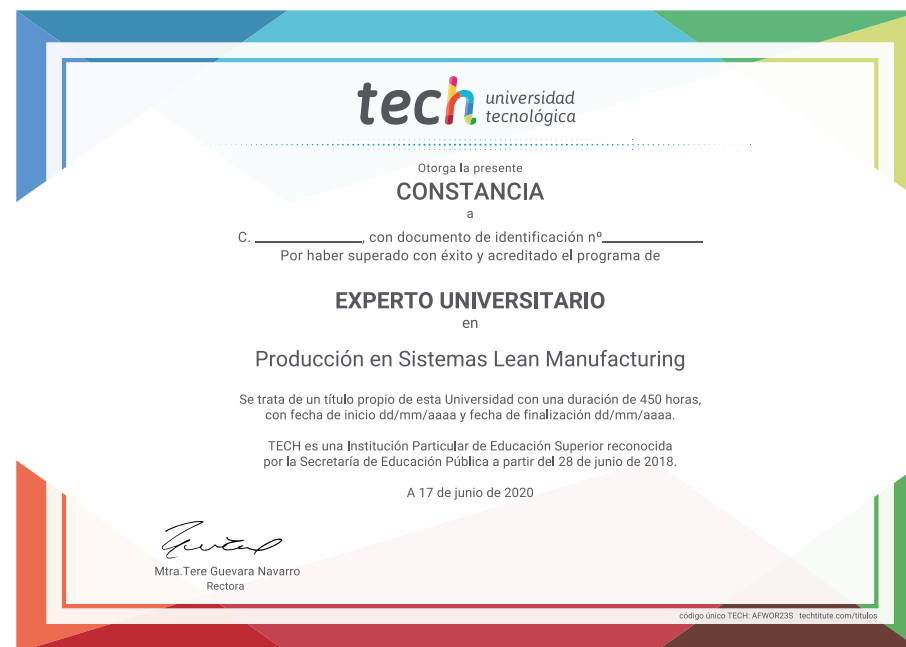 tech universidad
tecnológica
Otorga la presente
CONSTANCIA
a
C. ______________, con documento de identificación nº_____________
Por haber superado con éxito y acreditado el programa de
EXPERTO UNIVERSITARIO
en
Producción en Sistemas Lean Manufacturing
Se trata de un título propio de esta Universidad con una duración de 450 horas,
con fecha de inicio dd/mm/aaaa y fecha de finalización dd/mm/aaaa.
TECH es una Institución Particular de Educación Superior reconocida
por la Secretaría de Educación Pública a partir del 28 de junio de 2018.
A 17 de junio de 2020
Mtra.Tere Guevara Navarro
Rectora
código único TECH: AFWOR23S techtitute.com/titulos